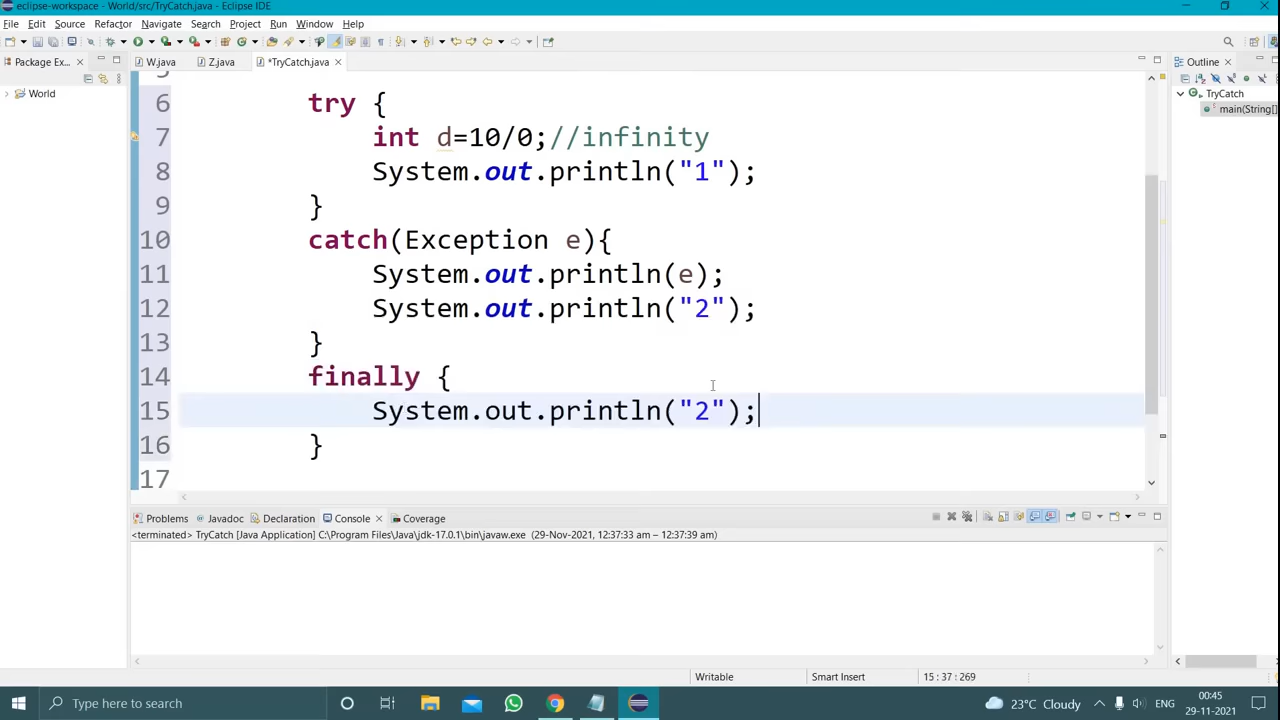 eclipse-workspace - World/src/TryCatch.java - Eclipse IDE
File Edit Source Refactor Navigate Search Project Run Window Help
Package Ex...
W.java Z.java *TryCatch.java
Outline
World
TryCatch
main(String[]
6 try {
7 int d=10/0;//infinity
8 System.out.println("1");
9 }
10 catch(Exception e){
11 System.out.println(e);
12 System.out.println("2");
13 }
14 finally {
15 System.out.println("2");
16 }
17
Problems Javadoc Declaration Console Coverage
<terminated> TryCatch [Java Application] C:\Program Files\Java\jdk-17.0.1\bin\javaw.exe (29-Nov-2021, 12:37:33 am – 12:37:39 am)
Writable Smart Insert 15 : 37 : 269
Type here to search
23°C Cloudy ENG 00:45
29-11-2021